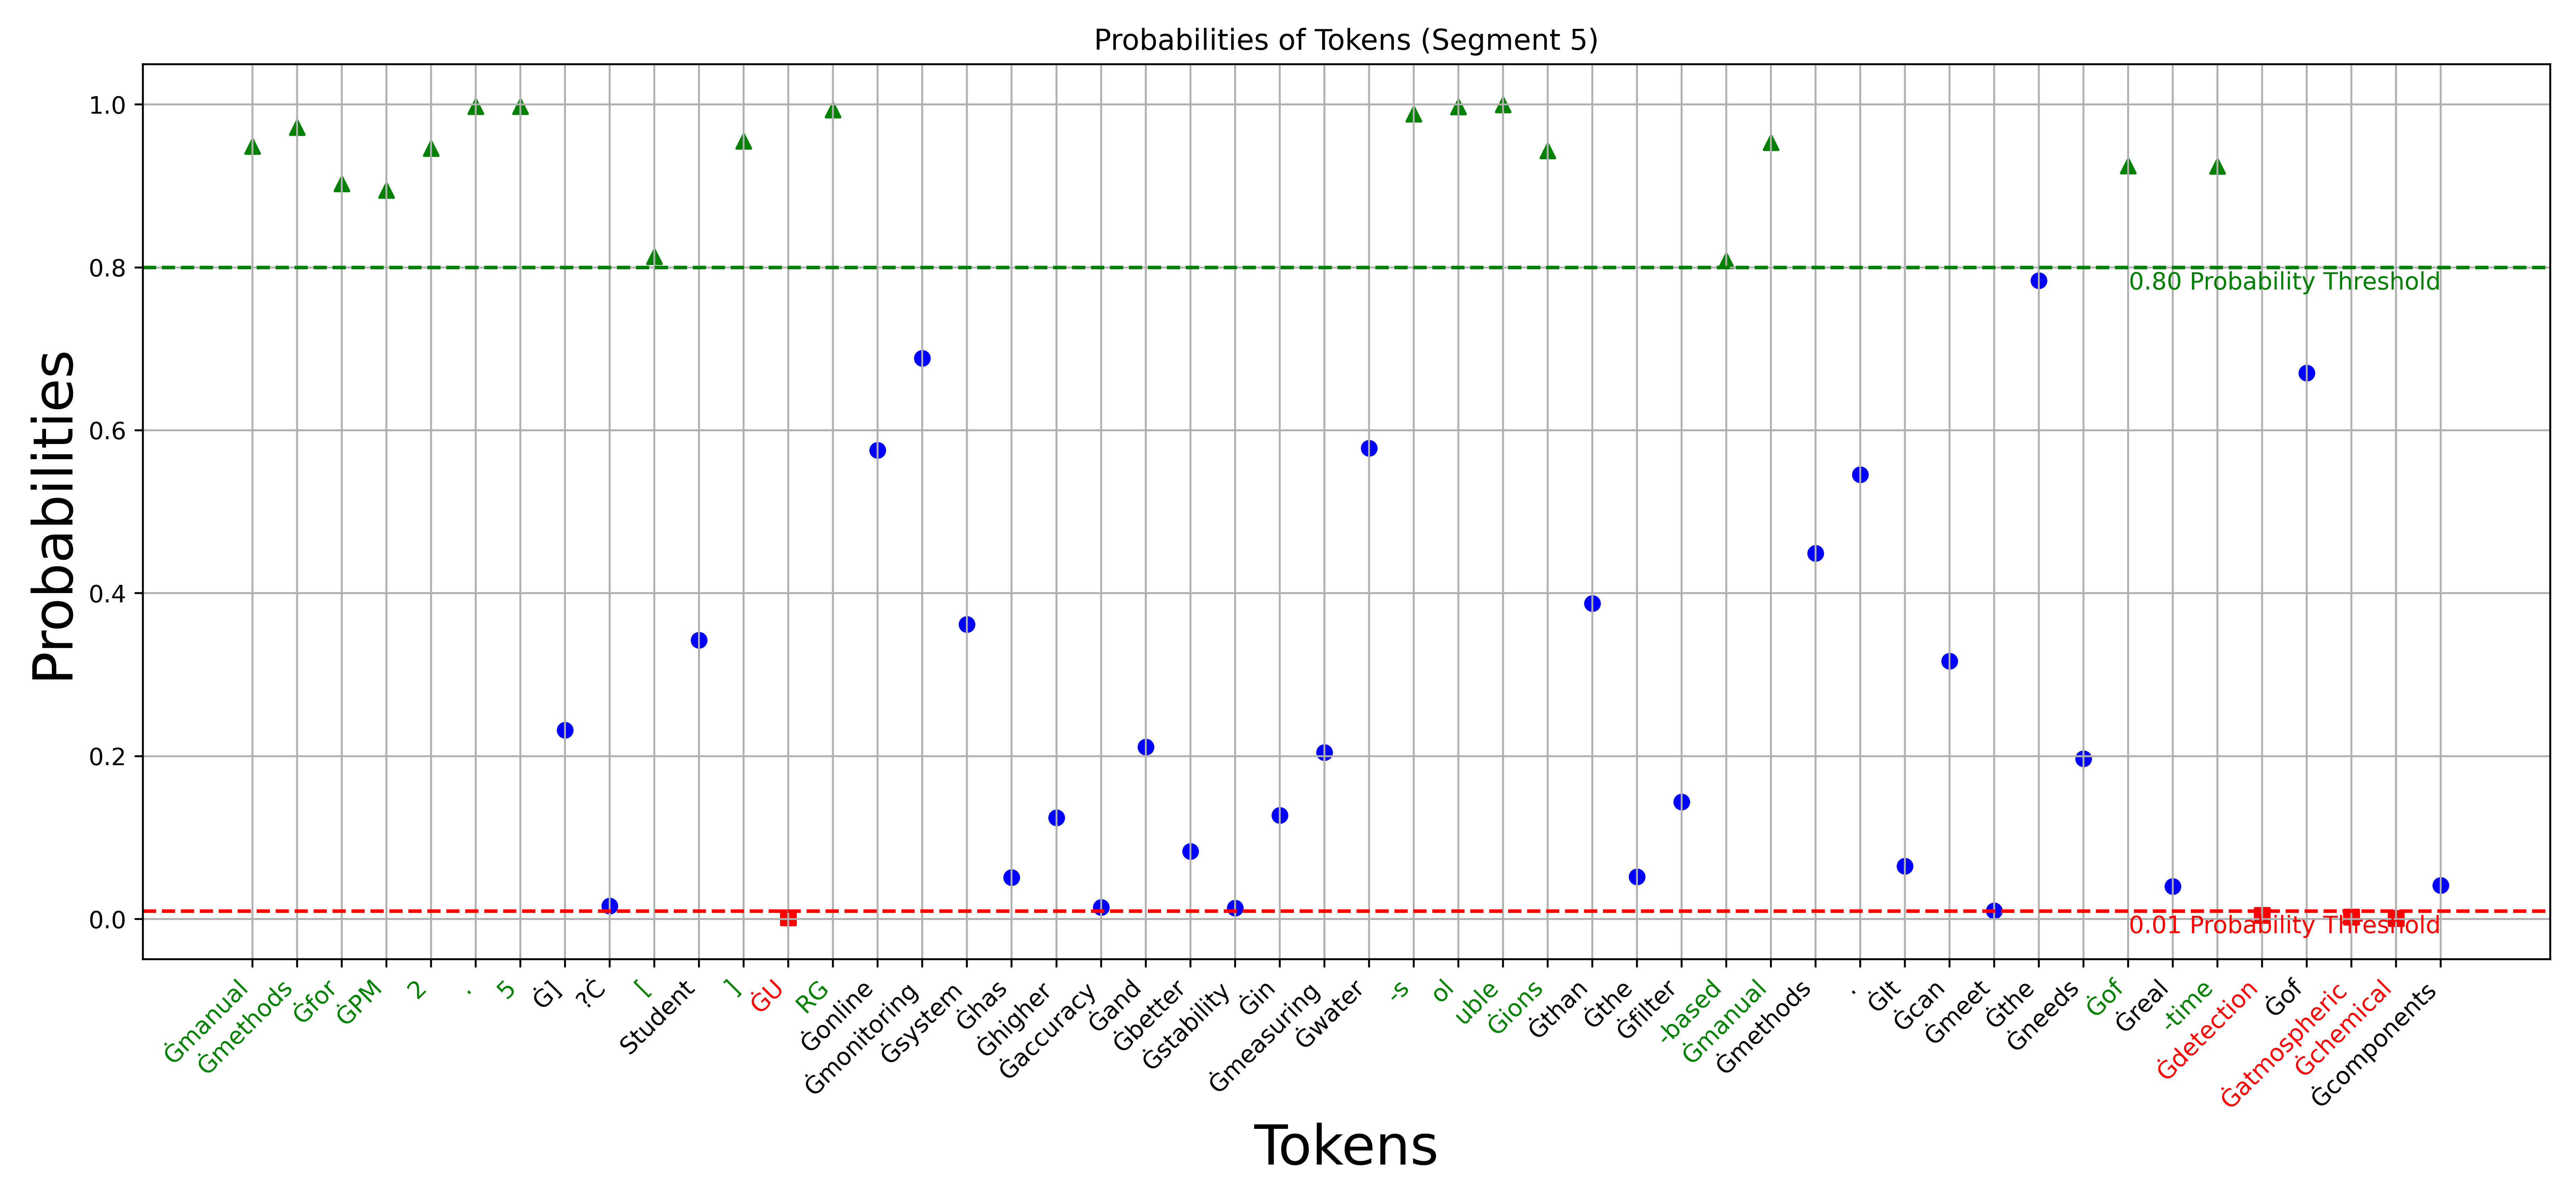 Probabilities of Tokens (Segment 5)
Probabilities
1.0
0.8
0.6
0.4
0.2
0.0
0.80 Probability Threshold
0.01 Probability Threshold
Ġmanual
Ġmethods
Ġfor
ĠPM
2
.
5
Ġ]
?Ċ
[
Student
]
ĠU
RG
Ġonline
Ġmonitoring
Ġsystem
Ġhas
Ġhigher
Ġaccuracy
Ġand
Ġbetter
Ġstability
Ġin
Ġmeasuring
Ġwater
-s
ol
uble
Ġions
Ġthan
Ġthe
Ġfilter
-based
Ġmanual
Ġmethods
.
ĠIt
Ġcan
Ġmeet
Ġthe
Ġneeds
Ġof
Ġreal
-time
Ġdetection
Ġof
Ġatmospheric
Ġchemical
Ġcomponents
Tokens